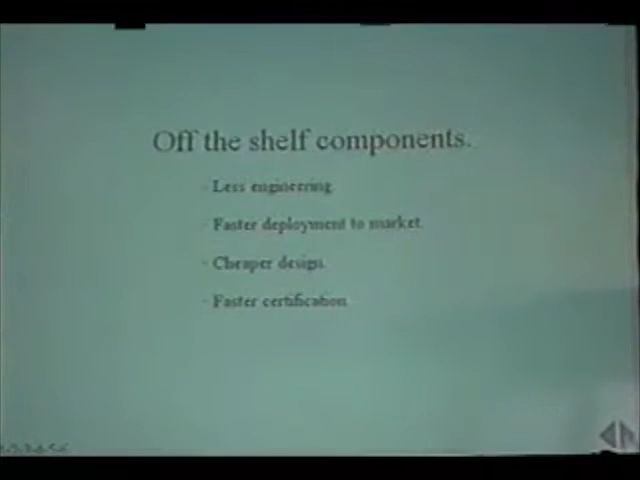 Off the shelf components.
- Less engineering.
- Faster deployment to market.
- Cheaper design.
- Faster certification.